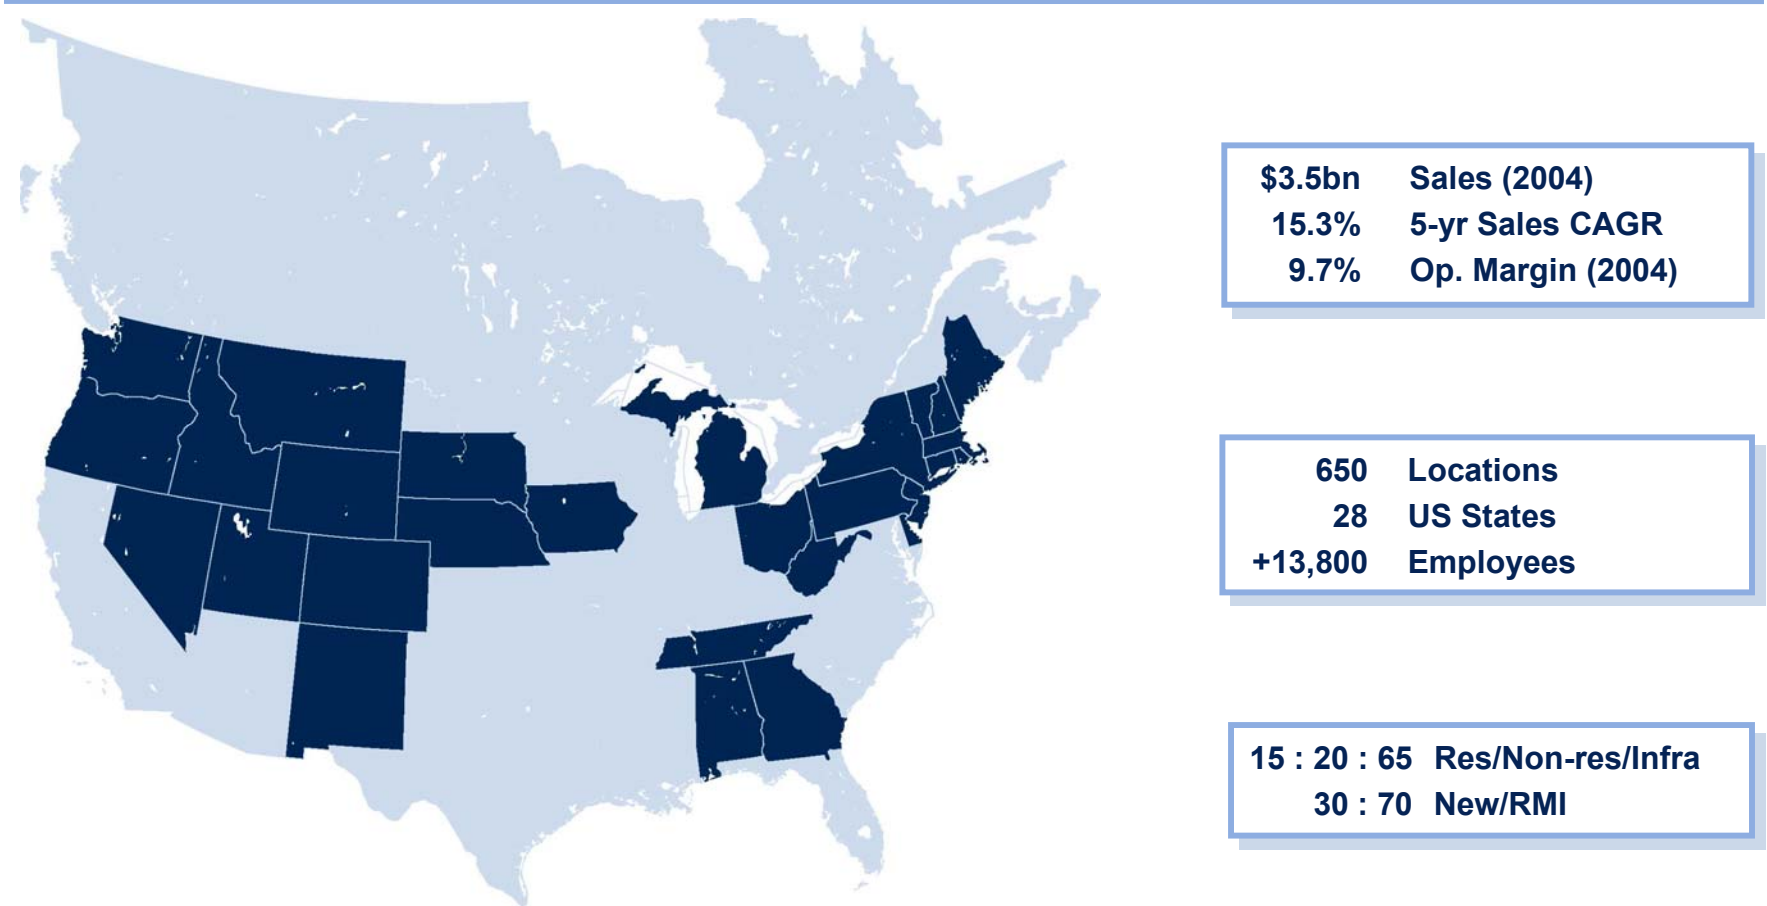 $3.5bn Sales (2004)
15.3% 5-yr Sales CAGR
9.7% Op. Margin (2004)
650 Locations
28 US States
+13,800 Employees
15 : 20 : 65 Res/Non-res/Infra
30 : 70 New/RMI